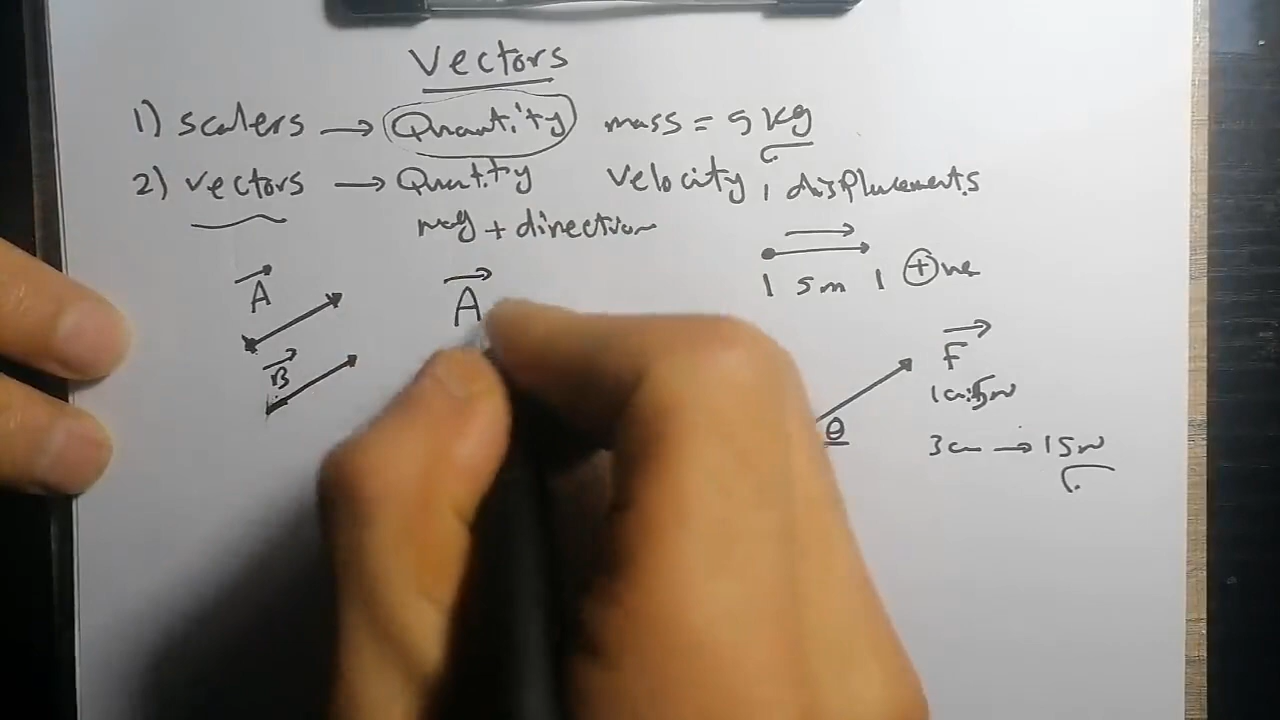 Vectors
1) scalers → Quantity mass = 5 kg
2) vectors → Quantity velocity, displacements
mag + direction
A
A
B
1 5m 1 + ve
F
θ
3cm → 15N